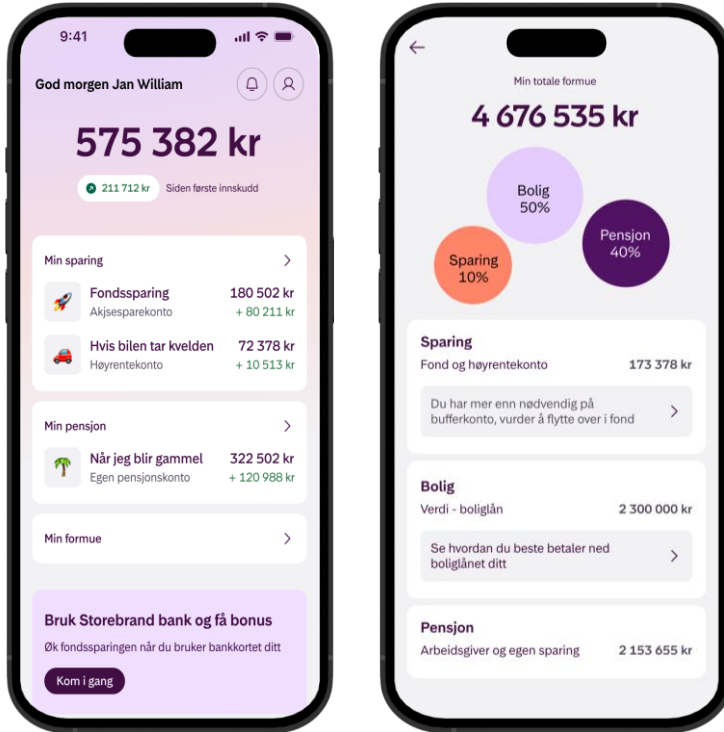 9:41
God morgen Jan William
575 382 kr
211 712 kr Siden første innskudd
Min sparing
Fondssparing 180 502 kr
Akjsesparekonto + 80 211 kr
Hvis bilen tar kvelden 72 378 kr
Høyrentekonto + 10 513 kr
Min pensjon
Når jeg blir gammel 322 502 kr
Egen pensjonskonto + 120 988 kr
Min formue
Bruk Storebrand bank og få bonus
Øk fondssparingen når du bruker bankkortet ditt
Kom i gang
Min totale formue
4 676 535 kr
Bolig
50%
Pensjon
40%
Sparing
10%
Sparing
Fond og høyrentekonto 173 378 kr
Du har mer enn nødvendig på
bufferkonto, vurder å flytte over i fond
Bolig
Verdi - boliglån 2 300 000 kr
Se hvordan du beste betaler ned
boliglånet ditt
Pensjon
Arbeidsgiver og egen sparing 2 153 655 kr